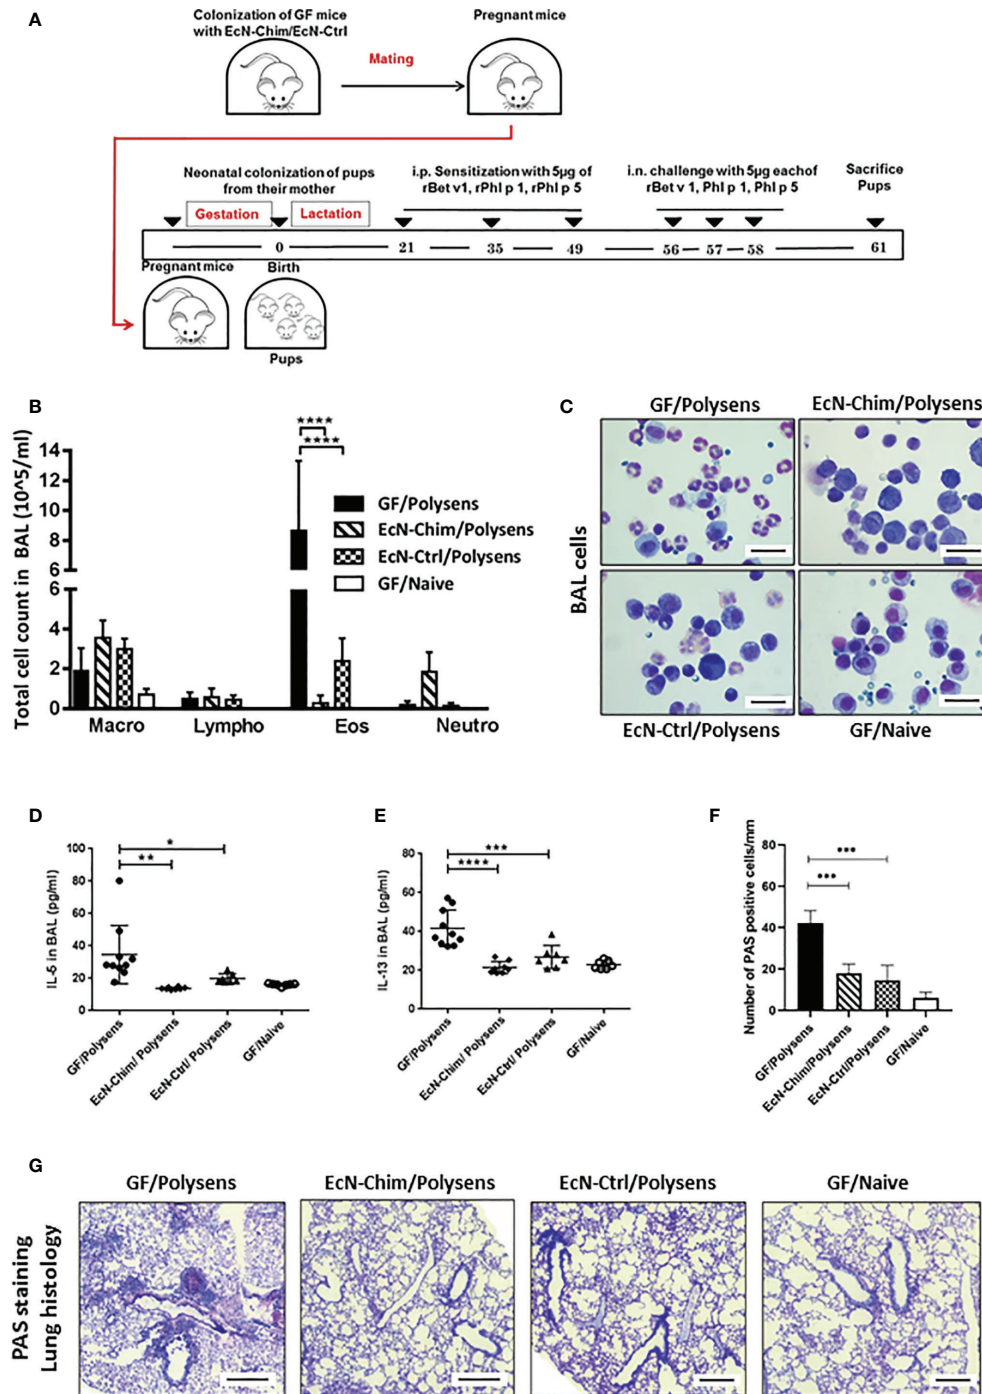 A
Colonization of GF mice
with EcN-Chim/EcN-Ctrl
Pregnant mice
Mating
Neonatal colonization of pups
from their mother
i.p. Sensitization with 5µg of
rBet v1, rPhl p 1, rPhl p 5
i.n. challenge with 5µg eachof
rBet v 1, Phl p 1, Phl p 5
Sacrifice
Pups
Gestation
Lactation
0
21
35
49
56
57
58
61
Pregnant mice
Birth
Pups
B
Total cell count in BAL (10^5/ml)
14
12
10
8
6
6
4
2
0
****
****
GF/Polysens
EcN-Chim/Polysens
EcN-Ctrl/Polysens
GF/Naive
Macro
Lympho
Eos
Neutro
C
BAL cells
GF/Polysens
EcN-Chim/Polysens
EcN-Ctrl/Polysens
GF/Naive
D
IL-5 in BAL (pg/ml)
100
80
60
40
20
0
*
**
GF/Polysens
EcN-Chim/ Polysens
EcN-Ctrl/ Polysens
GF/Naive
E
IL-13 in BAL (pg/ml)
80
60
40
20
0
***
****
GF/Polysens
EcN-Chim/ Polysens
EcN-Ctrl/ Polysens
GF/Naive
F
Number of PAS positive cells/mm
80
60
40
20
0
***
***
GF/Polysens
EcN-Chim/Polysens
EcN-Ctrl/Polysens
GF/Naive
G
PAS staining
Lung histology
GF/Polysens
EcN-Chim/Polysens
EcN-Ctrl/Polysens
GF/Naive